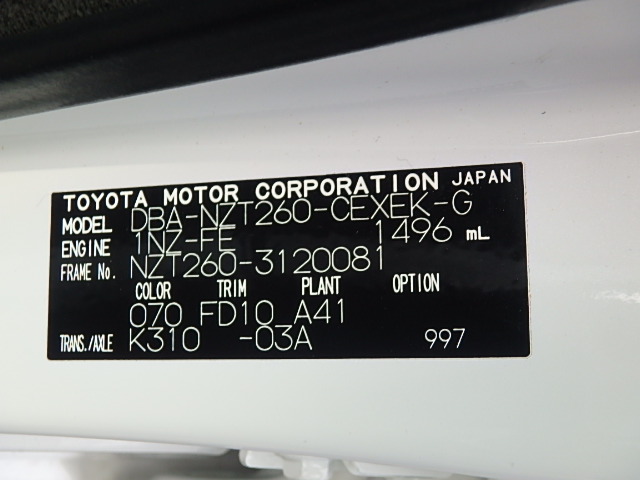 TOYOTA MOTOR CORPORATION JAPAN
MODEL DBA-NZT260-CEXEK-G
ENGINE 1NZ-FE 1496 mL
FRAME No. NZT260-3120081
COLOR TRIM PLANT OPTION
070 FD10 A41
TRANS./AXLE K310 -03A 997